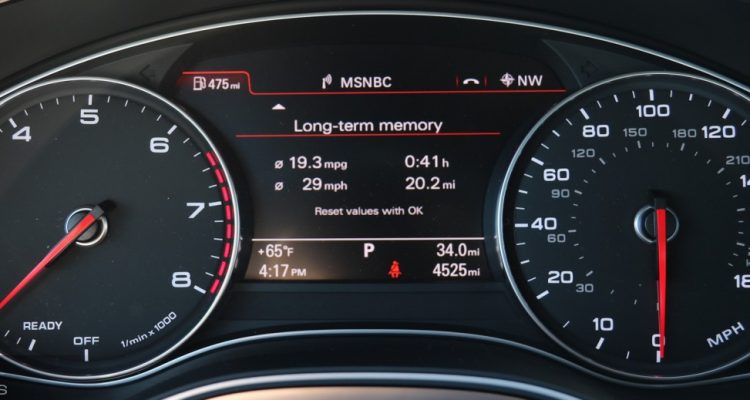 475 mi
MSNBC
NW
Long-term memory
ø 19.3 mpg 0:41 h
ø 29 mph 20.2 mi
Reset values with OK
+65°F P 34.0 mi
4:17 PM 4525 mi
4
5
6
7
8
READY
OFF
1/min x 1000
0
10
20
30
40
60
80
100
120
30
60
90
120
150
180
210
MPH
S